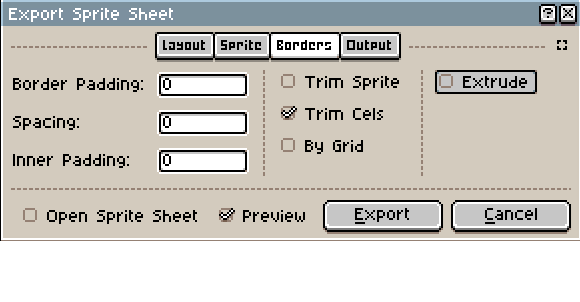 Export Sprite Sheet ? X
Layout Sprite Borders Output
Border Padding: 0
Spacing: 0
Inner Padding: 0
Trim Sprite
Trim Cels
By Grid
Extrude
Open Sprite Sheet Preview Export Cancel